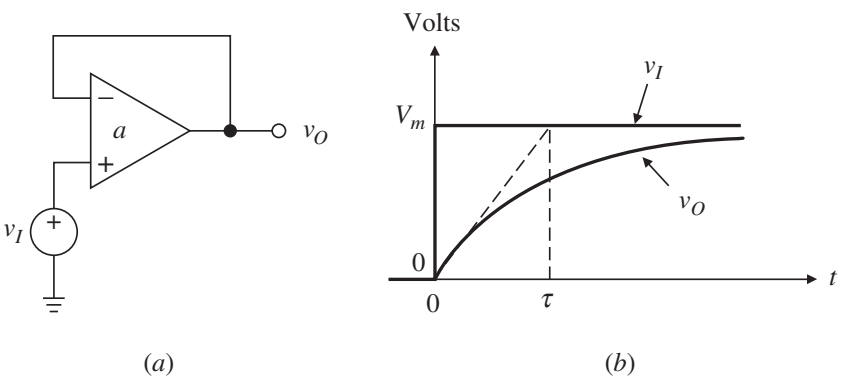 −
a
+
v_O
+
v_I
(a)
Volts
v_I
V_m
v_O
0
0
τ
t
(b)